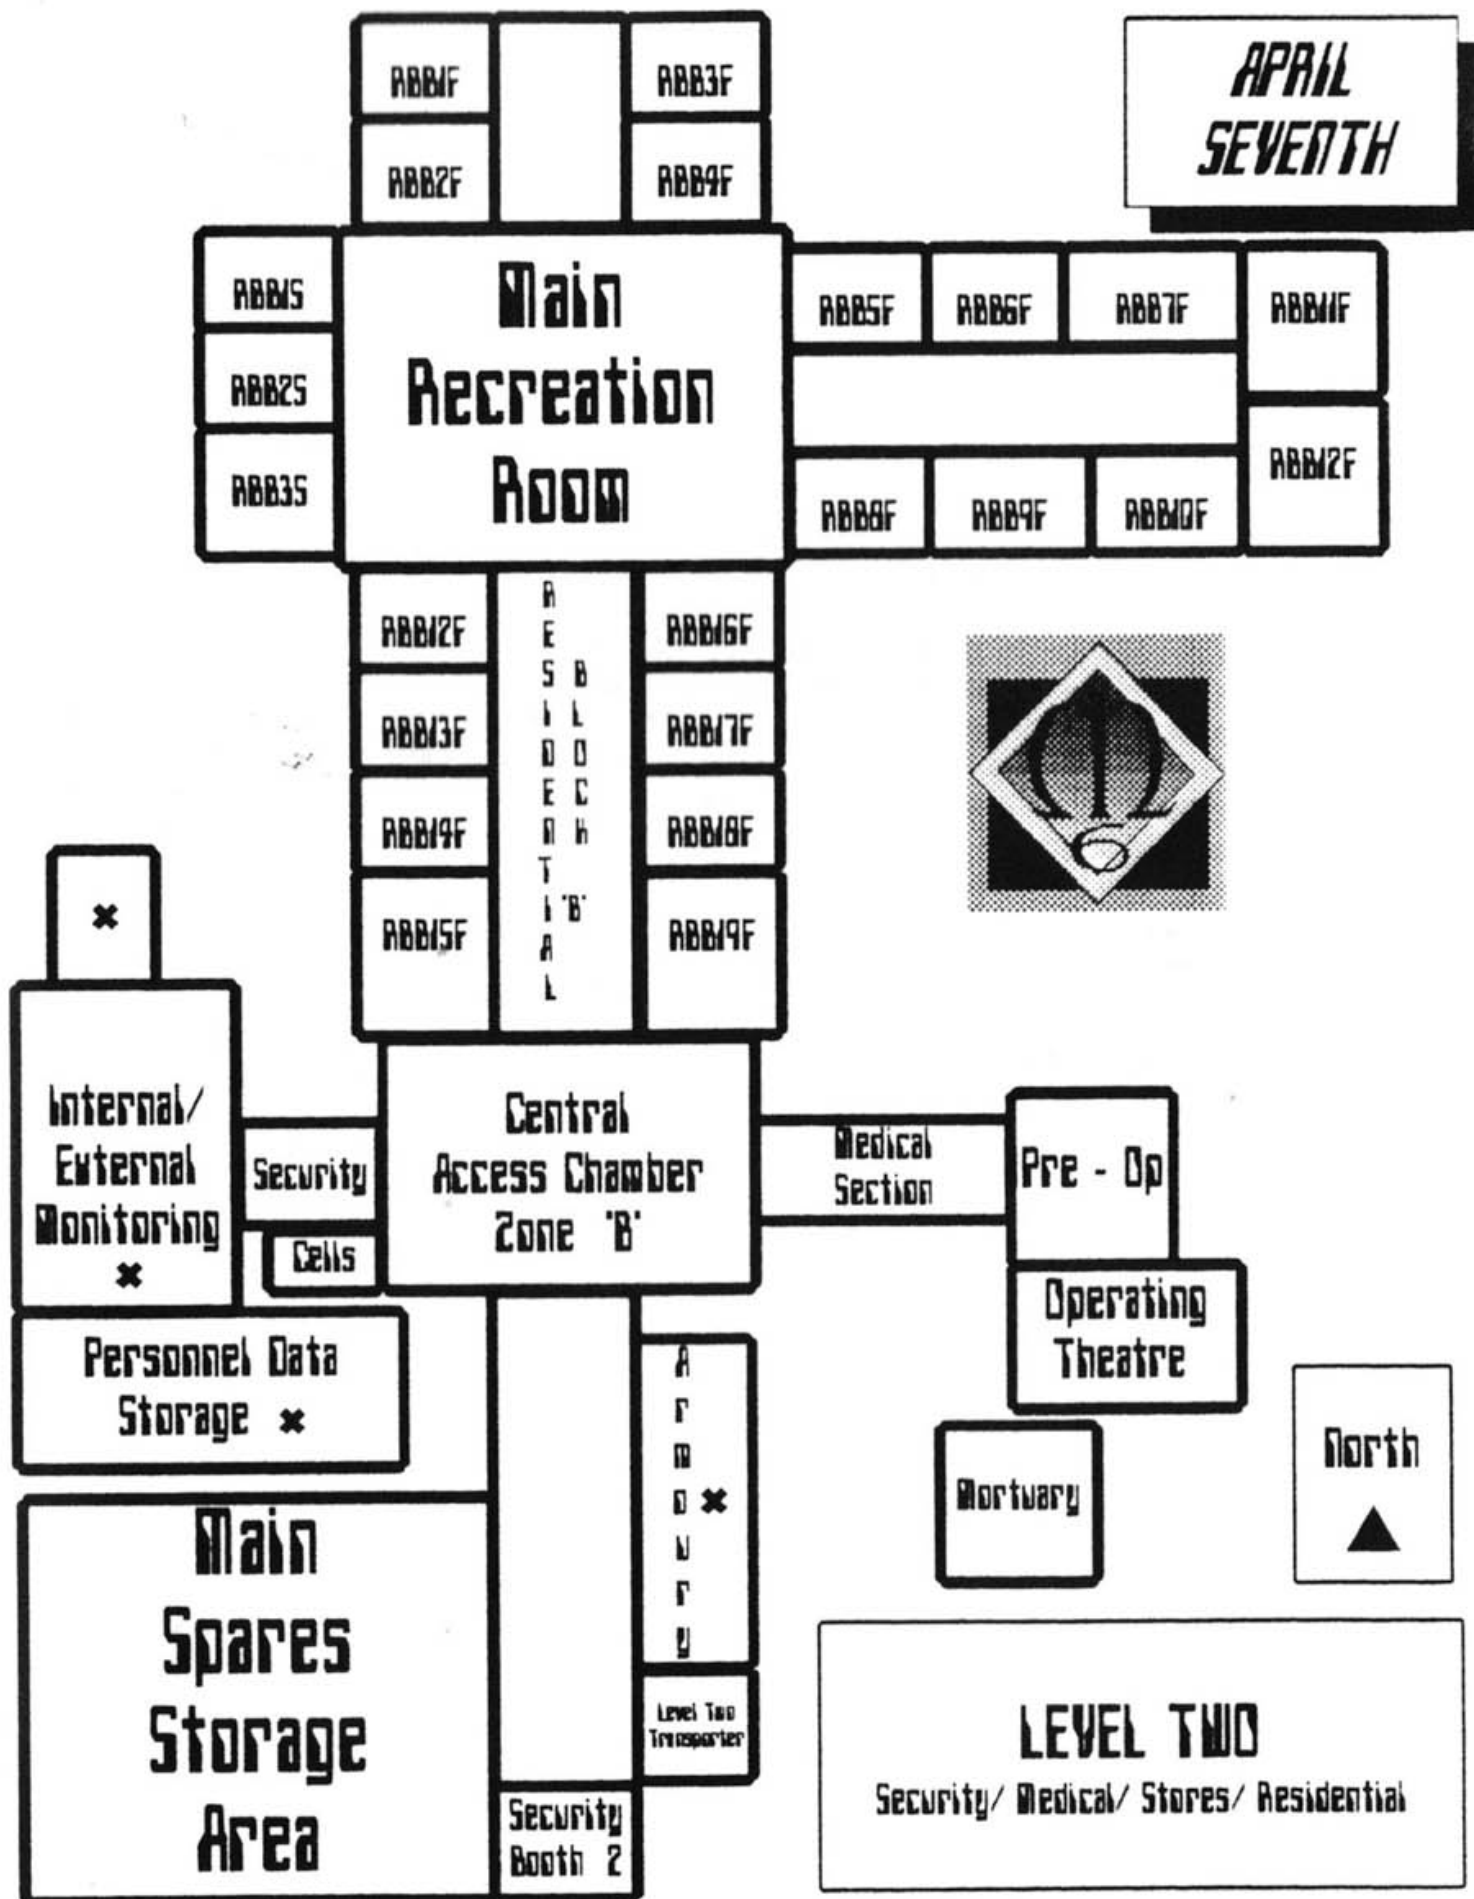 APRIL
SEVENTH
RBB1F
RBB3F
RBB2F
RBB4F
RBB1S
RBB2S
RBB3S
Main
Recreation
Room
RBB5F
RBB6F
RBB7F
RBB11F
RBB8F
RBB9F
RBB10F
RBB12F
RBB12F
RBB13F
RBB14F
RBB15F
RESIDENTIAL
BLOCK 'B'
RBB16F
RBB17F
RBB18F
RBB19F
Ω
6
×
Internal/
External
Monitoring
×
Security
Cells
Central
Access Chamber
Zone 'B'
Medical
Section
Pre - Op
Operating
Theatre
Personnel Data
Storage ×
Armoury
×
Mortuary
North
Main
Spares
Storage
Area
Level Two
Transporter
Security
Booth 2
LEVEL TWO
Security/ Medical/ Stores/ Residential